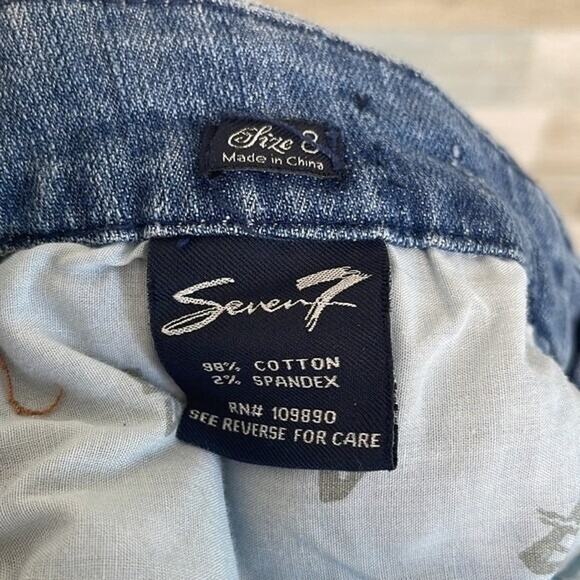 Size 8
Made in China
Seven7
98% COTTON
2% SPANDEX
RN# 109890
SEE REVERSE FOR CARE